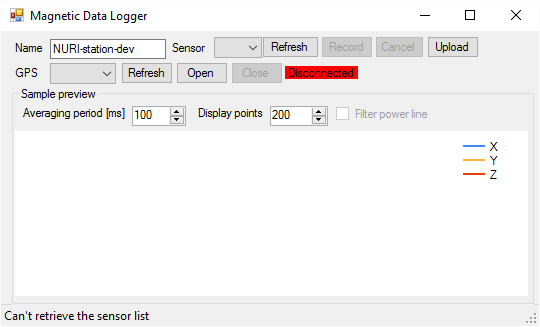 Magnetic Data Logger
Name NURI-station-dev Sensor Refresh Record Cancel Upload
GPS Refresh Open Close Disconnected
Sample preview
Averaging period [ms] 100 Display points 200 Filter power line
X
Y
Z
Can't retrieve the sensor list